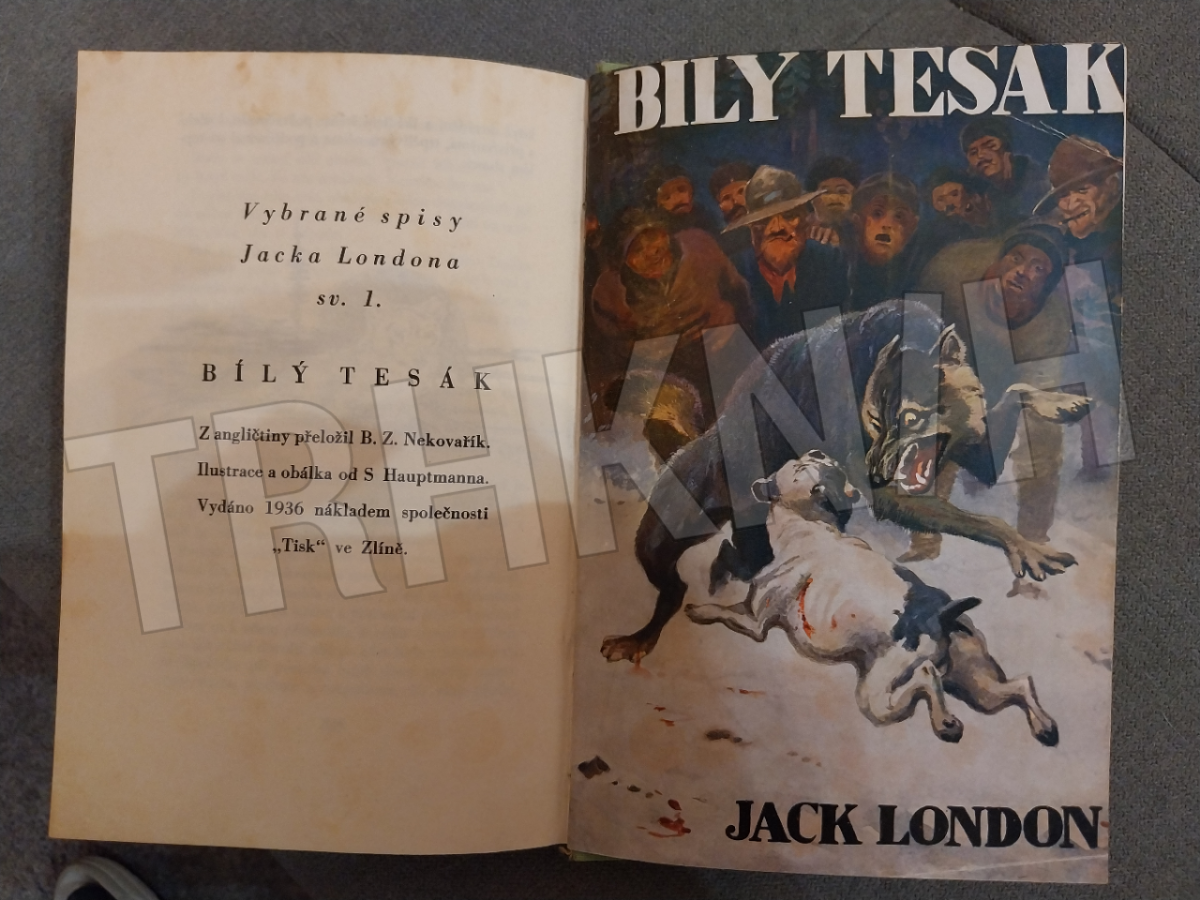 Vybrané spisy
Jacka Londona
sv. 1.
BÍLÝ TESÁK
Z angličtiny přeložil B. Z. Nekovařík.
Ilustrace a obálka od S Hauptmanna.
Vydáno 1936 nákladem společnosti
„Tisk“ ve Zlíně.
BILY TESAK
JACK LONDON
TRHKNIH